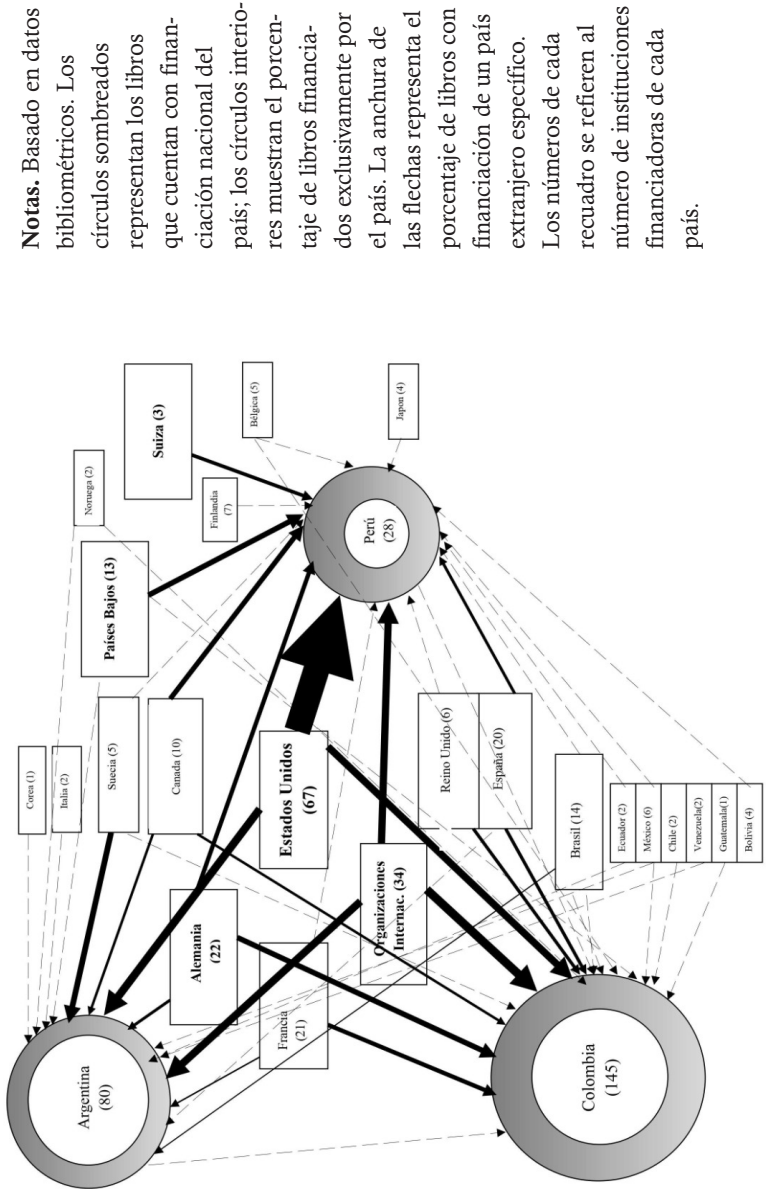 Notas. Basado en datos
bibliométricos. Los
círculos sombreados
representan los libros
que cuentan con finan-
ciación nacional del
país; los círculos interio-
res muestran el porcen-
taje de libros financia-
dos exclusivamente por
el país. La anchura de
las flechas representa el
porcentaje de libros con
financiación de un país
extranjero específico.
Los números de cada
recuadro se refieren al
número de instituciones
financiadoras de cada
país.
Corea (1)
Italia (2)
Noruega (2)
Países Bajos (13)
Suiza (3)
Finlandia
(7)
Bélgica (5)
Japon (4)
Suecia (5)
Canada (10)
Argentina
(80)
Alemania
(22)
Estados Unidos
(67)
Perú
(28)
Francia
(21)
Organizaciones
Internac. (34)
Reino Unido (6)
España (20)
Brasil (14)
Colombia
(145)
Ecuador (2)
México (6)
Chile (2)
Venezuela(2)
Guatemala(1)
Bolivia (4)